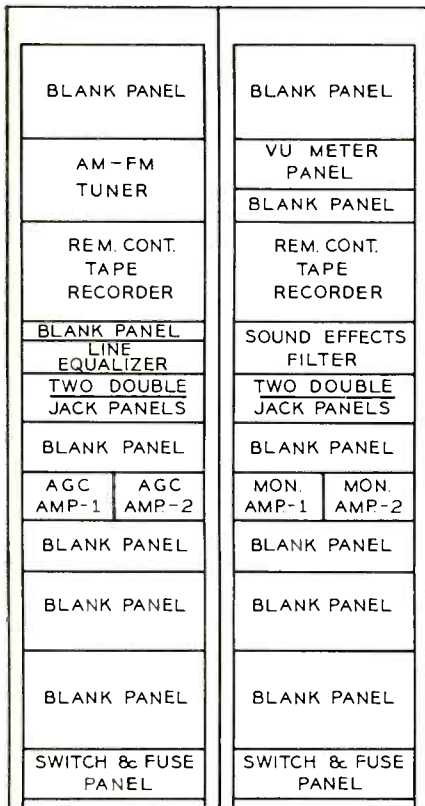 BLANK PANEL
AM-FM
TUNER
REM. CONT.
TAPE
RECORDER
BLANK PANEL
LINE
EQUALIZER
TWO DOUBLE
JACK PANELS
BLANK PANEL
AGC
AMP-1
AGC
AMP.-2
BLANK PANEL
BLANK PANEL
BLANK PANEL
SWITCH & FUSE
PANEL
BLANK PANEL
VU METER
PANEL
BLANK PANEL
REM. CONT.
TAPE
RECORDER
SOUND EFFECTS
FILTER
TWO DOUBLE
JACK PANELS
BLANK PANEL
MON.
AMP.-1
MON.
AMP.-2
BLANK PANEL
BLANK PANEL
BLANK PANEL
SWITCH & FUSE
PANEL